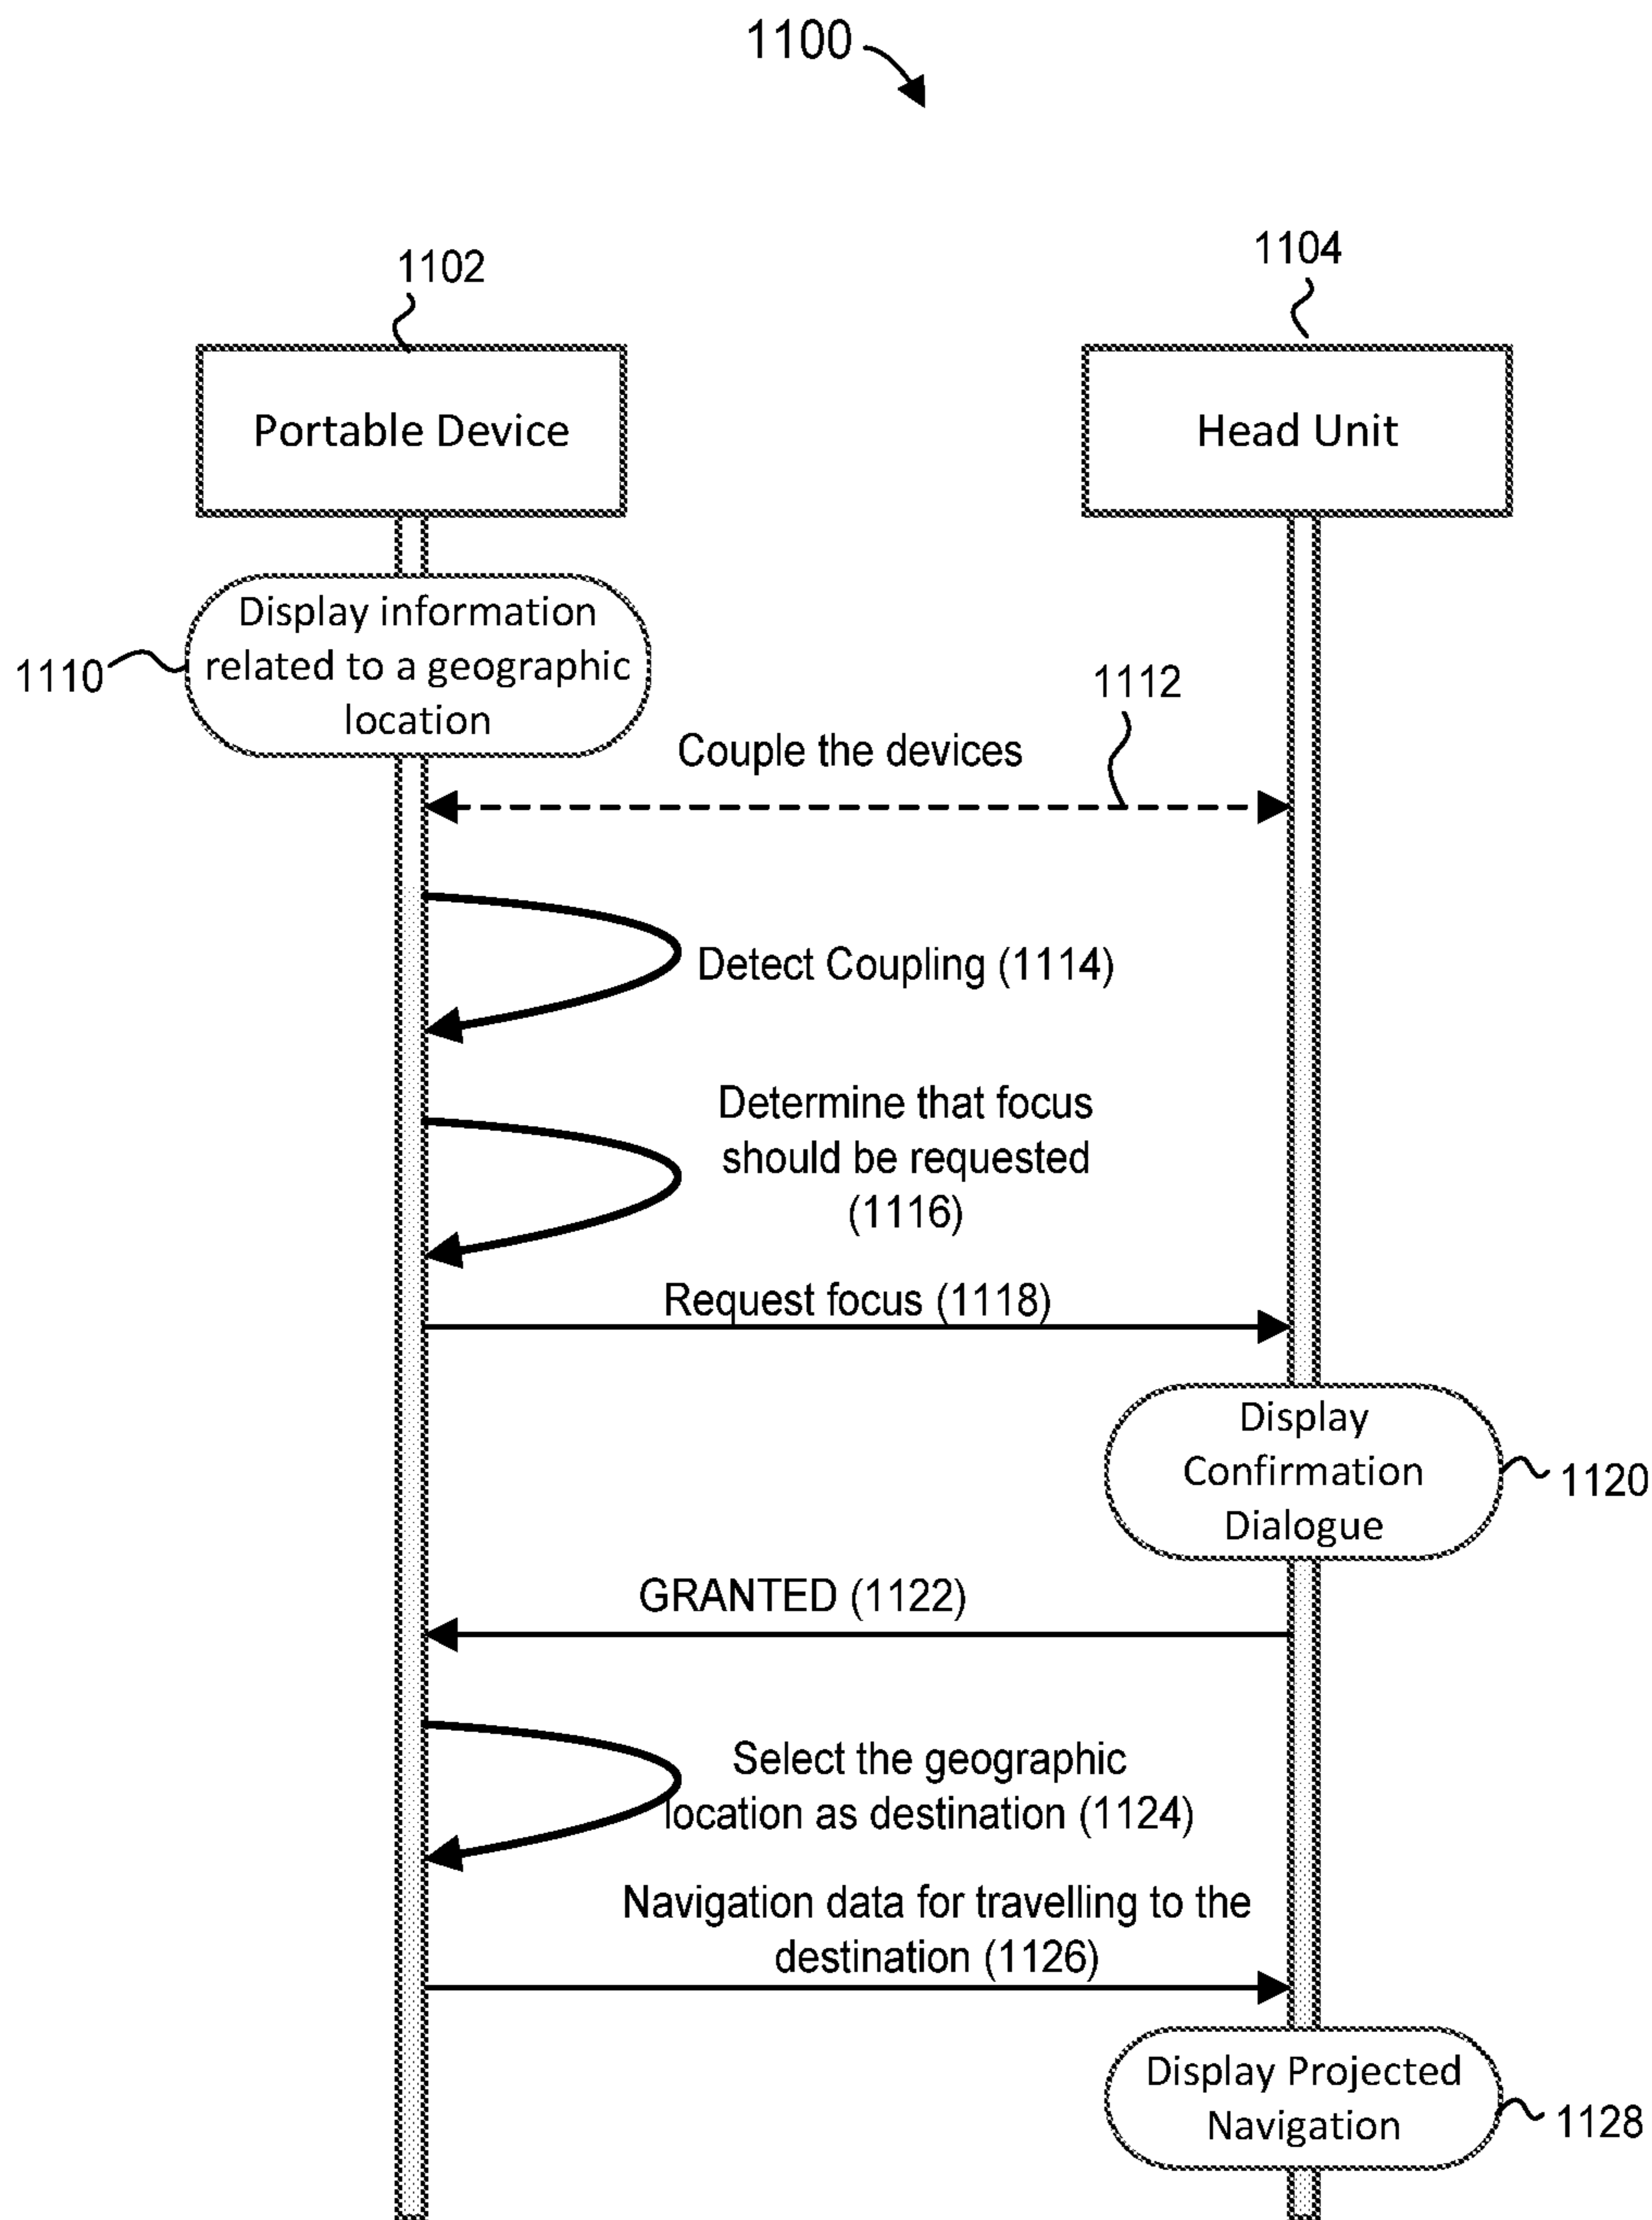 1100
1102
1104
Portable Device
Head Unit
Display information
related to a geographic
location
1110
1112
Couple the devices
Detect Coupling (1114)
Determine that focus
should be requested
(1116)
Request focus (1118)
Display
Confirmation
Dialogue
1120
GRANTED (1122)
Select the geographic
location as destination (1124)
Navigation data for travelling to the
destination (1126)
Display Projected
Navigation
1128